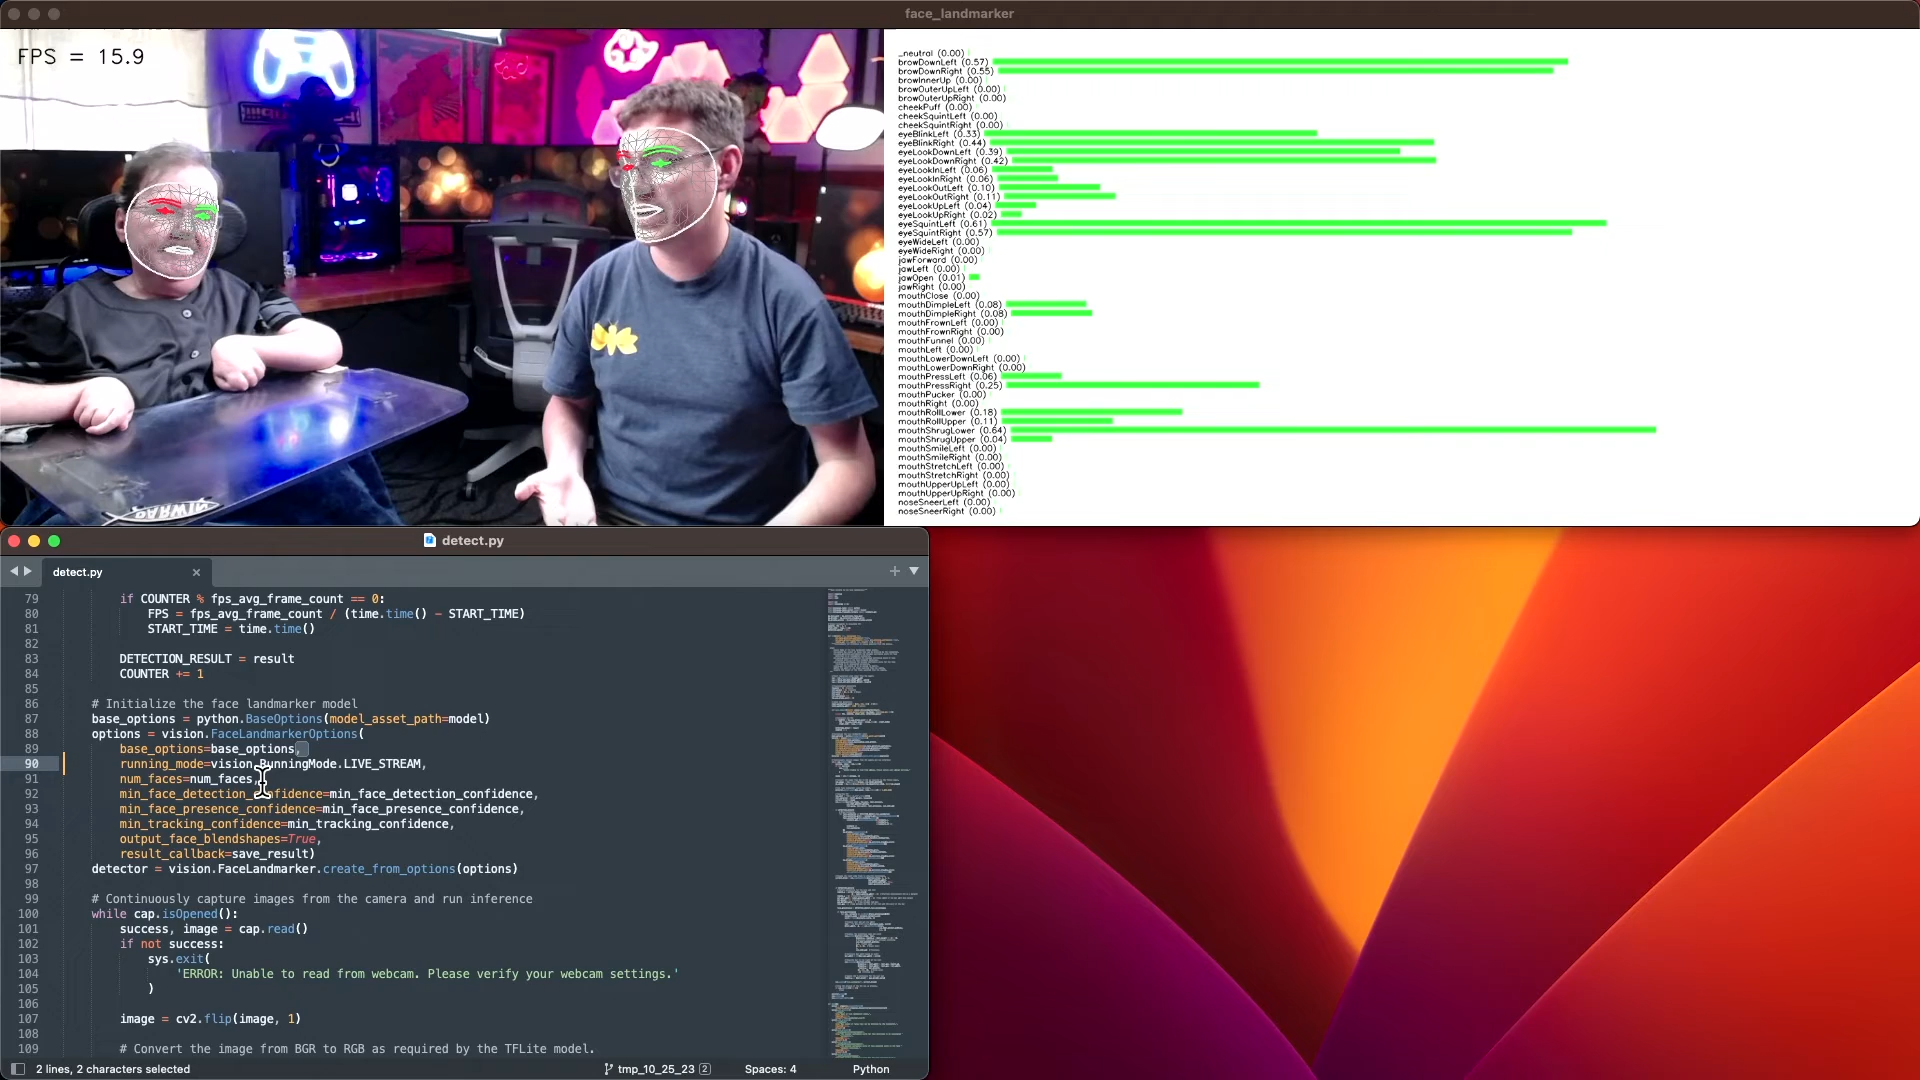 face_landmarker
FPS = 15.9
_neutral (0.00)
browDownLeft (0.57)
browDownRight (0.55)
browInnerUp (0.00)
browOuterUpLeft (0.00)
browOuterUpRight (0.00)
cheekPuff (0.00)
cheekSquintLeft (0.00)
cheekSquintRight (0.00)
eyeBlinkLeft (0.33)
eyeBlinkRight (0.44)
eyeLookDownLeft (0.39)
eyeLookDownRight (0.42)
eyeLookInLeft (0.06)
eyeLookInRight (0.06)
eyeLookOutLeft (0.10)
eyeLookOutRight (0.11)
eyeLookUpLeft (0.04)
eyeLookUpRight (0.02)
eyeSquintLeft (0.61)
eyeSquintRight (0.57)
eyeWideLeft (0.00)
eyeWideRight (0.00)
jawForward (0.00)
jawLeft (0.00)
jawOpen (0.01)
jawRight (0.00)
mouthClose (0.00)
mouthDimpleLeft (0.08)
mouthDimpleRight (0.08)
mouthFrownLeft (0.00)
mouthFrownRight (0.00)
mouthFunnel (0.00)
mouthLeft (0.00)
mouthLowerDownLeft (0.00)
mouthLowerDownRight (0.00)
mouthPressLeft (0.06)
mouthPressRight (0.25)
mouthPucker (0.00)
mouthRight (0.00)
mouthRollLower (0.18)
mouthRollUpper (0.11)
mouthShrugLower (0.64)
mouthShrugUpper (0.04)
mouthSmileLeft (0.00)
mouthSmileRight (0.00)
mouthStretchLeft (0.00)
mouthStretchRight (0.00)
mouthUpperUpLeft (0.00)
mouthUpperUpRight (0.00)
noseSneerLeft (0.00)
noseSneerRight (0.00)
detect.py
detect.py
79 if COUNTER % fps_avg_frame_count == 0:
80 FPS = fps_avg_frame_count / (time.time() - START_TIME)
81 START_TIME = time.time()
82
83 DETECTION_RESULT = result
84 COUNTER += 1
85
86 # Initialize the face landmarker model
87 base_options = python.BaseOptions(model_asset_path=model)
88 options = vision.FaceLandmarkerOptions(
89 base_options=base_options,
90 running_mode=vision.RunningMode.LIVE_STREAM,
91 num_faces=num_faces,
92 min_face_detection_confidence=min_face_detection_confidence,
93 min_face_presence_confidence=min_face_presence_confidence,
94 min_tracking_confidence=min_tracking_confidence,
95 output_face_blendshapes=True,
96 result_callback=save_result)
97 detector = vision.FaceLandmarker.create_from_options(options)
98
99 # Continuously capture images from the camera and run inference
100 while cap.isOpened():
101 success, image = cap.read()
102 if not success:
103 sys.exit(
104 'ERROR: Unable to read from webcam. Please verify your webcam settings.'
105 )
106
107 image = cv2.flip(image, 1)
108
109 # Convert the image from BGR to RGB as required by the TFLite model.
2 lines, 2 characters selected
tmp_10_25_23 2
Spaces: 4
Python